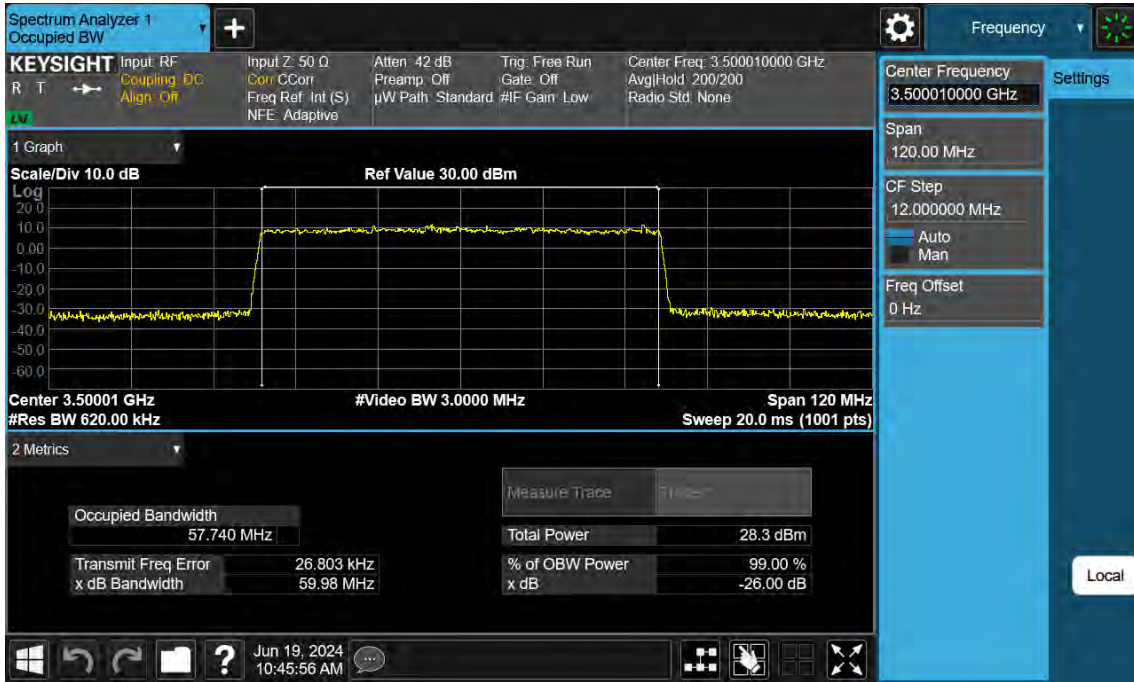 Spectrum Analyzer 1
Occupied BW
+
Frequency
KEYSIGHT
R T
Input: RF
Coupling: DC
Align: Off
Input Z: 50 Ω
Corr CCorr
Freq Ref: Int (S)
NFE: Adaptive
Atten: 42 dB
Preamp: Off
µW Path: Standard
Trig: Free Run
Gate: Off
#IF Gain: Low
Center Freq: 3.500010000 GHz
Avg|Hold: 200/200
Radio Std: None
1 Graph
Scale/Div 10.0 dB
Ref Value 30.00 dBm
Log
20.0
10.0
0.00
-10.0
-20.0
-30.0
-40.0
-50.0
-60.0
Center 3.50001 GHz
#Video BW 3.0000 MHz
Span 120 MHz
#Res BW 620.00 kHz
Sweep 20.0 ms (1001 pts)
2 Metrics
Measure Trace
Occupied Bandwidth
57.740 MHz
Total Power 28.3 dBm
Transmit Freq Error 26.803 kHz
% of OBW Power 99.00 %
x dB Bandwidth 59.98 MHz
x dB -26.00 dB
Center Frequency
3.500010000 GHz
Settings
Span
120.00 MHz
CF Step
12.000000 MHz
Auto
Man
Freq Offset
0 Hz
Local
?
Jun 19, 2024
10:45:56 AM